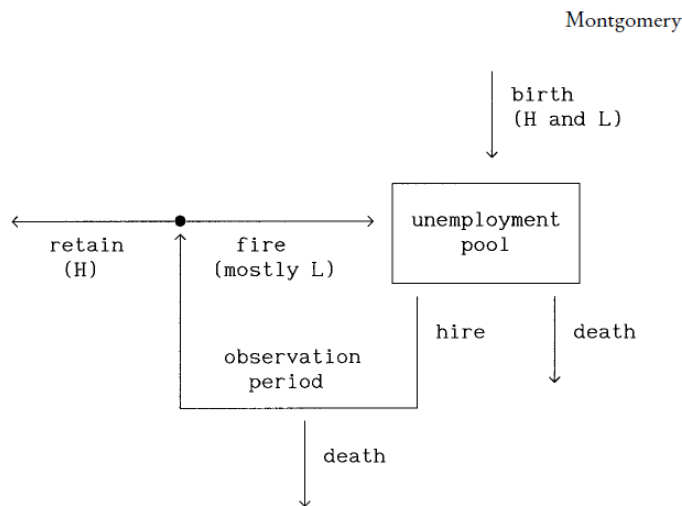 Montgomery
birth
(H and L)
unemployment
pool
retain
(H)
fire
(mostly L)
hire
death
observation
period
death